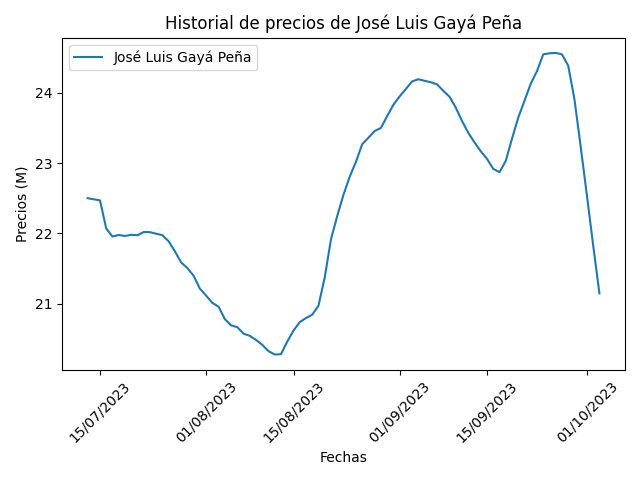 Historial de precios de José Luis Gayá Peña
José Luis Gayá Peña
Precios (M)
24
23
22
21
15/07/2023
01/08/2023
15/08/2023
01/09/2023
15/09/2023
01/10/2023
Fechas